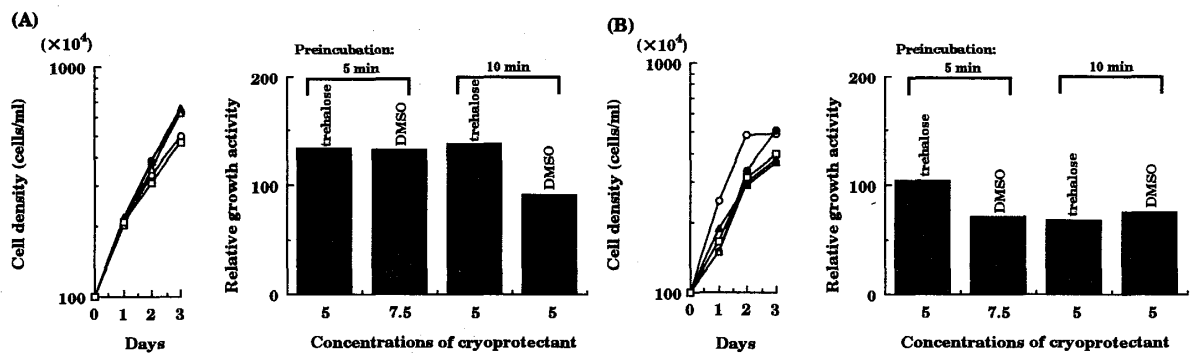 (A)
(×10⁴)
1000
100
Cell density (cells/ml)
0 1 2 3
Days
Preincubation:
5 min
10 min
200
100
0
Relative growth activity
trehalose
DMSO
trehalose
DMSO
5 7.5 5 5
Concentrations of cryoprotectant
(B)
(×10⁴)
1000
100
Cell density (cells/ml)
0 1 2 3
Days
Preincubation:
5 min
10 min
200
100
0
Relative growth activity
trehalose
DMSO
trehalose
DMSO
5 7.5 5 5
Concentrations of cryoprotectant